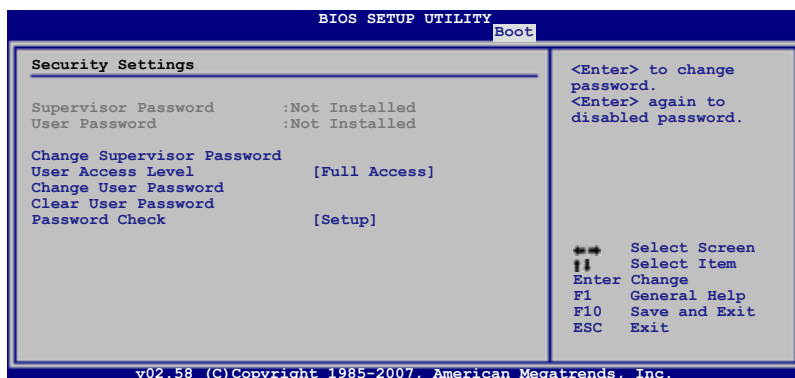 BIOS SETUP UTILITY
Boot
Security Settings
Supervisor Password :Not Installed
User Password :Not Installed
Change Supervisor Password
User Access Level [Full Access]
Change User Password
Clear User Password
Password Check [Setup]
<Enter> to change
password.
<Enter> again to
disabled password.
←→ Select Screen
↑↓ Select Item
Enter Change
F1 General Help
F10 Save and Exit
ESC Exit
v02.58 (C)Copyright 1985-2007, American Megatrends, Inc.